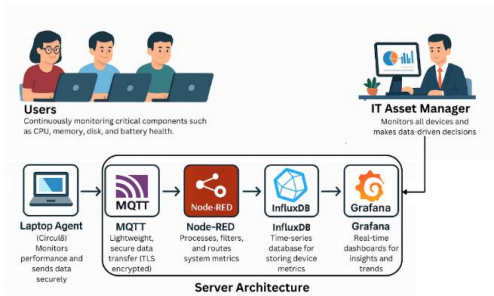 Users
Continuously monitoring critical components such
as CPU, memory, disk, and battery health.
IT Asset Manager
Monitors all devices and
makes data-driven decisions
Laptop Agent
(Circul8)
Monitors
performance and
sends data
securely
MQTT
MQTT
Lightweight,
secure data
transfer (TLS
encrypted)
Node-RED
Node-RED
Processes, filters,
and routes
system metrics
InfluxDB
InfluxDB
Time-series
database for
storing device
metrics
Grafana
Grafana
Real-time
dashboards for
insights and
trends
Server Architecture